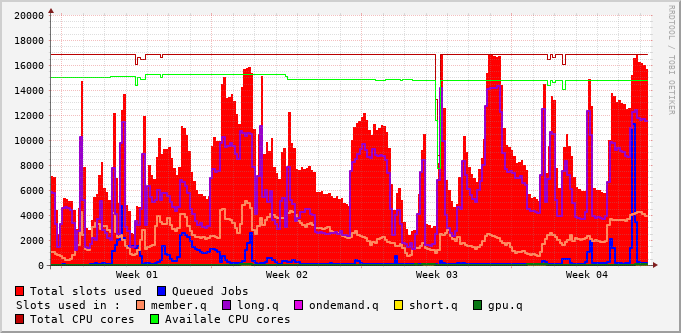 20000
18000
16000
14000
12000
10000
8000
6000
4000
2000
0
Week 01 Week 02 Week 03 Week 04
RRDTOOL / TOBI OETIKER
Total slots used Queued Jobs
Slots used in : member.q long.q ondemand.q short.q gpu.q
Total CPU cores Availale CPU cores